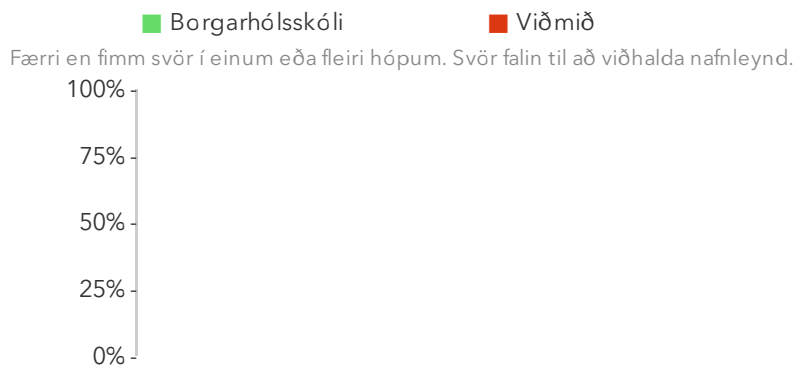 Borgarhólsskóli Viðmið
Færri en fimm svör í einum eða fleiri hópum. Svör falin til að viðhalda nafnleynd.
100%
75%
50%
25%
0%